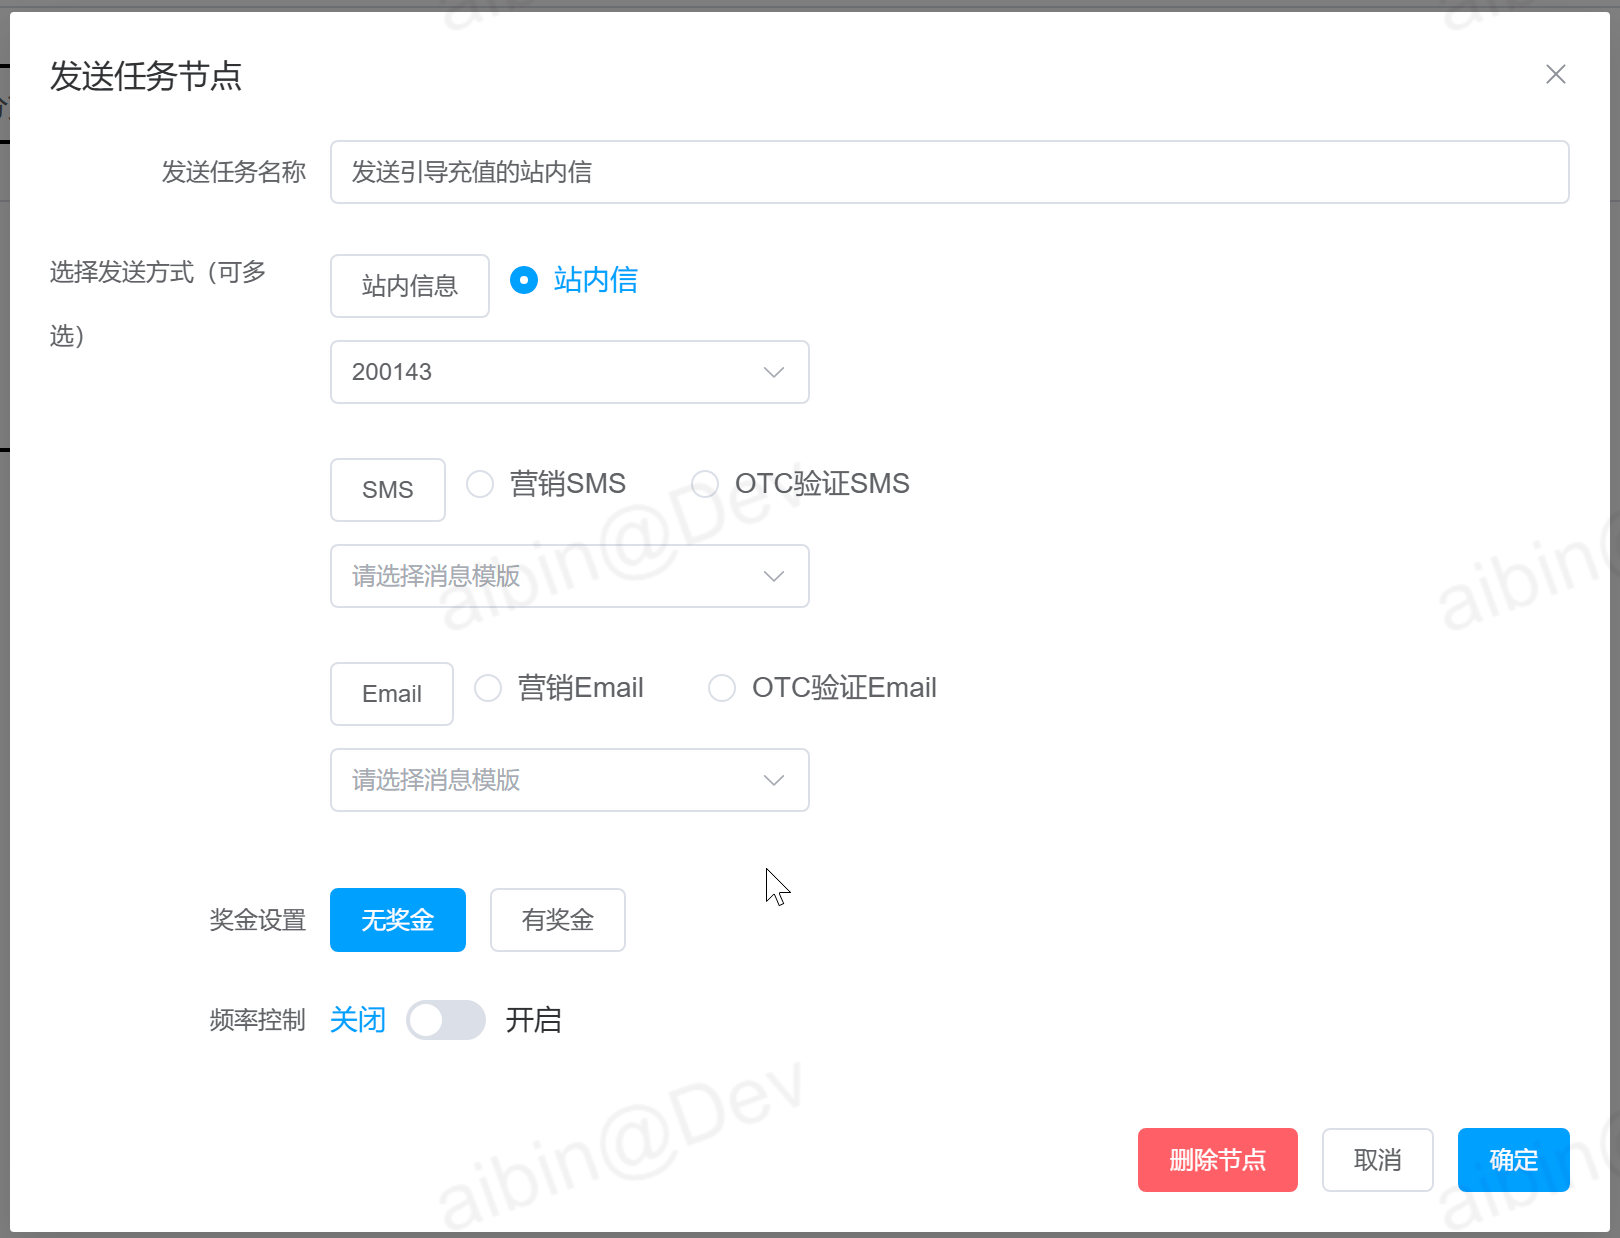 发送任务节点
发送任务名称 发送引导充值的站内信
选择发送方式（可多选）
站内信息 站内信
200143
SMS 营销SMS OTC验证SMS
请选择消息模版
Email 营销Email OTC验证Email
请选择消息模版
奖金设置 无奖金 有奖金
频率控制 关闭 开启
删除节点 取消 确定
aibin@Dev
aibin@Dev